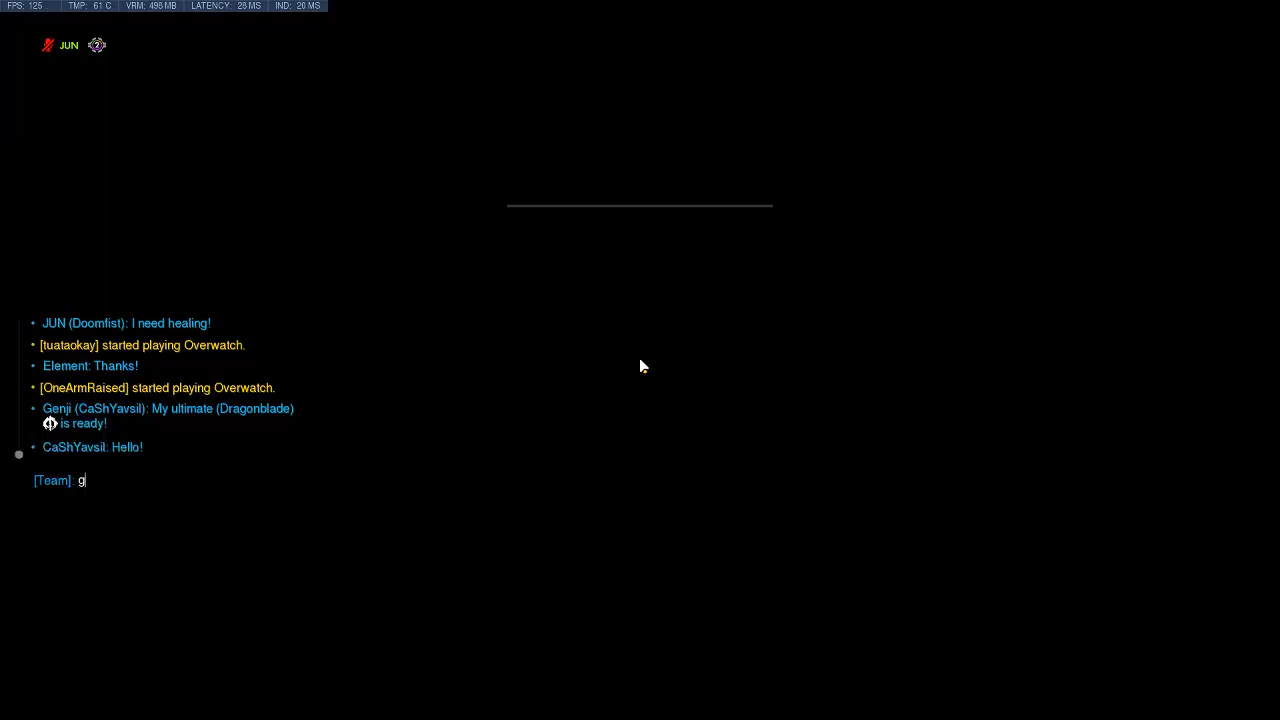 FPS: 125 TMP: 61 C VRM: 498 MB LATENCY: 28 MS IND: 20 MS
JUN
• JUN (Doomfist): I need healing!
• [tuataokay] started playing Overwatch.
• Element: Thanks!
• [OneArmRaised] started playing Overwatch.
• Genji (CaShYavsil): My ultimate (Dragonblade)
is ready!
• CaShYavsil: Hello!
[Team]: g